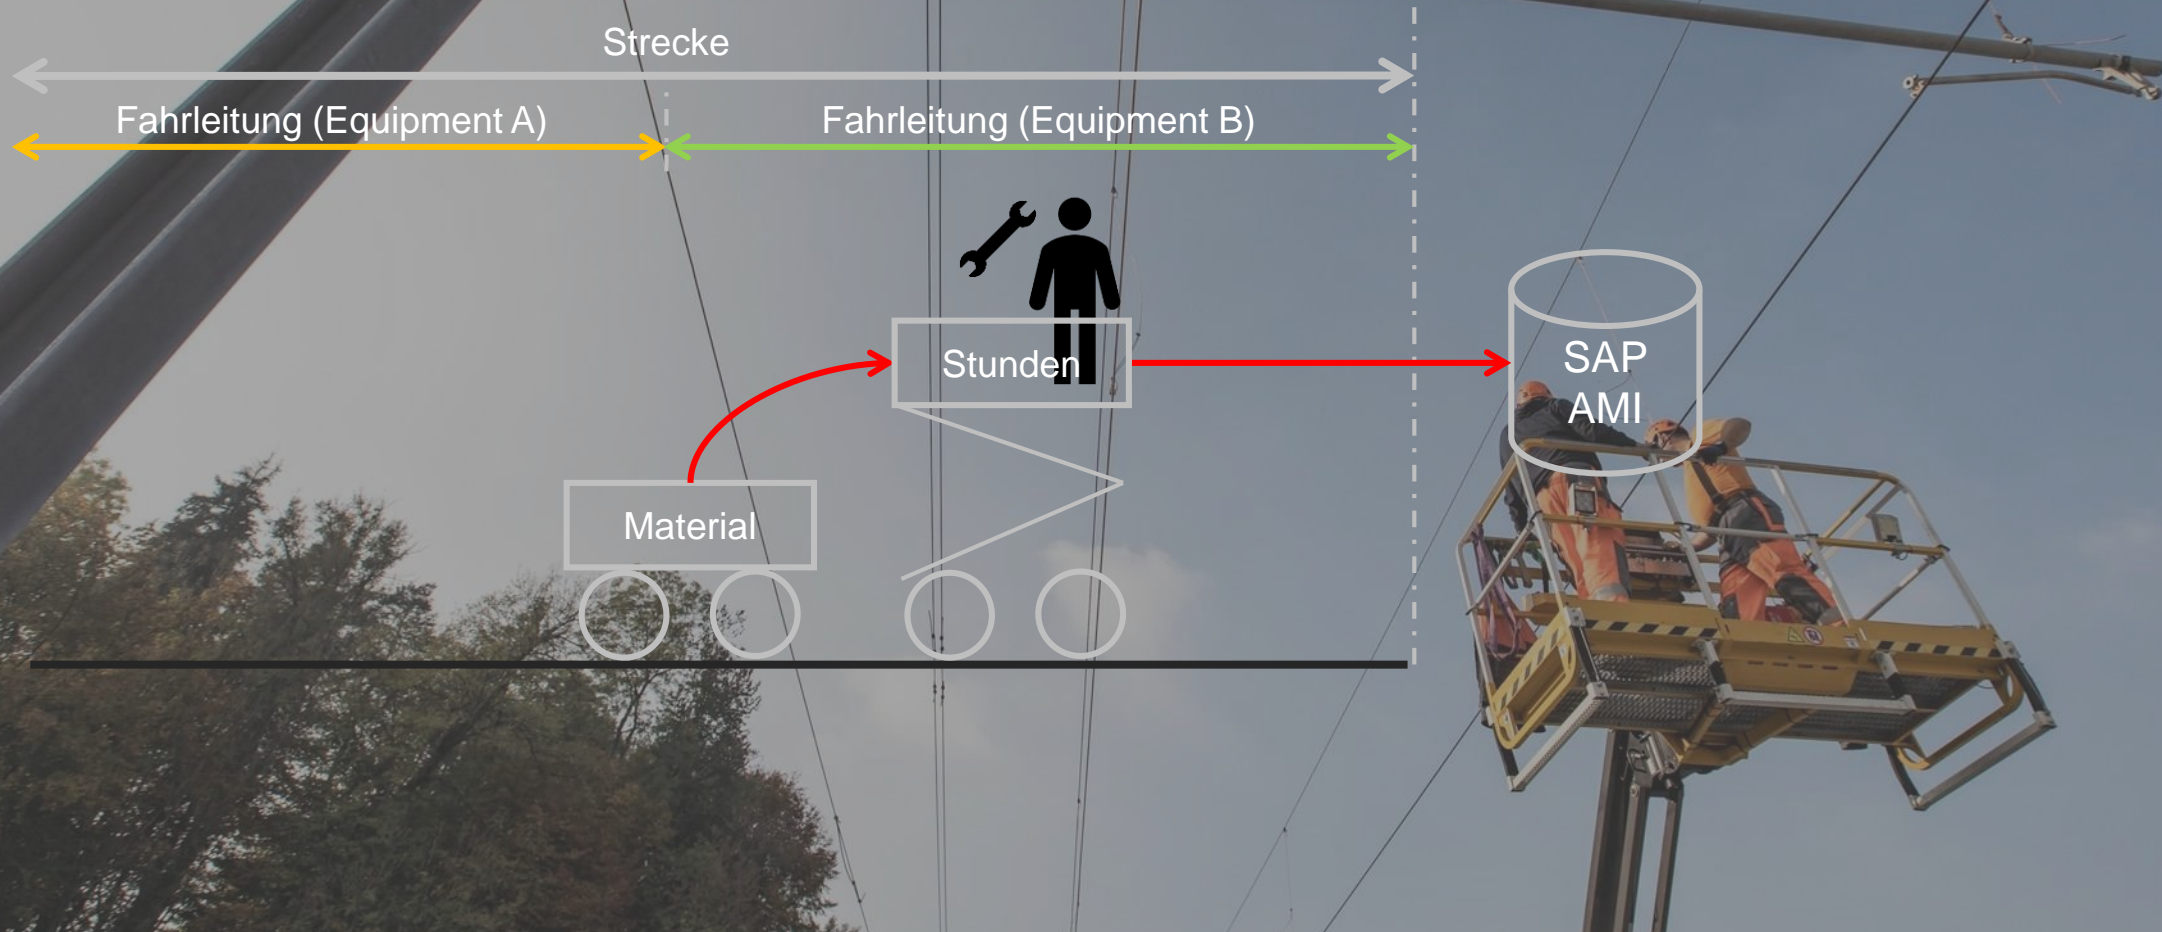 Strecke
Fahrleitung (Equipment A)
Fahrleitung (Equipment B)
Stunden
SAP
AMI
Material